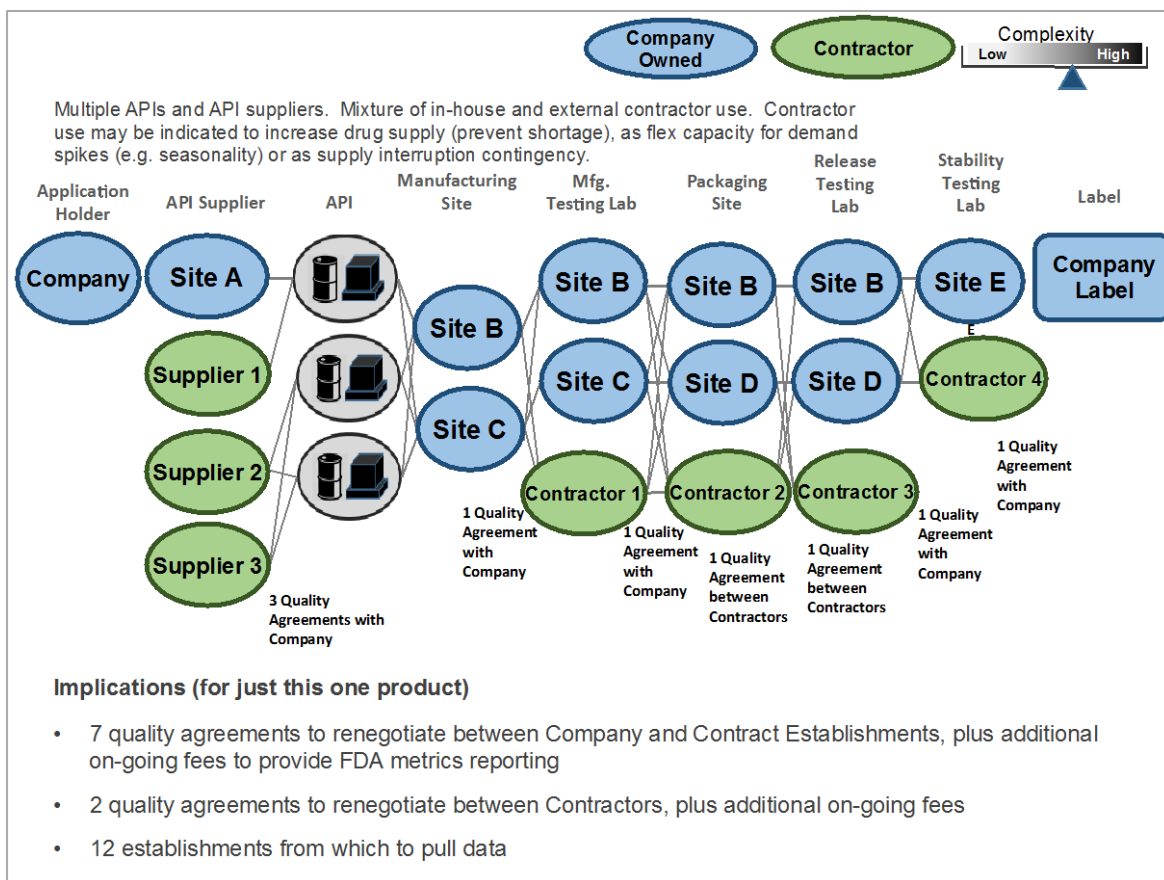 Company
Owned
Contractor
Complexity
Low
High
Multiple APIs and API suppliers.  Mixture of in-house and external contractor use.  Contractor
use may be indicated to increase drug supply (prevent shortage), as flex capacity for demand
spikes (e.g. seasonality) or as supply interruption contingency.
Application
Holder
API Supplier
API
Manufacturing
Site
Mfg.
Testing Lab
Packaging
Site
Release
Testing
Lab
Stability
Testing
Lab
Label
Company
Site A
Supplier 1
Supplier 2
Supplier 3
Site B
Site C
Site B
Site C
Contractor 1
Site B
Site D
Contractor 2
Site B
Site D
Contractor 3
Site E
E
Contractor 4
Company
Label
3 Quality
Agreements with
Company
1 Quality
Agreement
with
Company
1 Quality
Agreement
with
Company
1 Quality
Agreement
between
Contractors
1 Quality
Agreement
between
Contractors
1 Quality
Agreement
with
Company
1 Quality
Agreement
with
Company
Implications (for just this one product)
• 7 quality agreements to renegotiate between Company and Contract Establishments, plus additional
on-going fees to provide FDA metrics reporting
• 2 quality agreements to renegotiate between Contractors, plus additional on-going fees
• 12 establishments from which to pull data